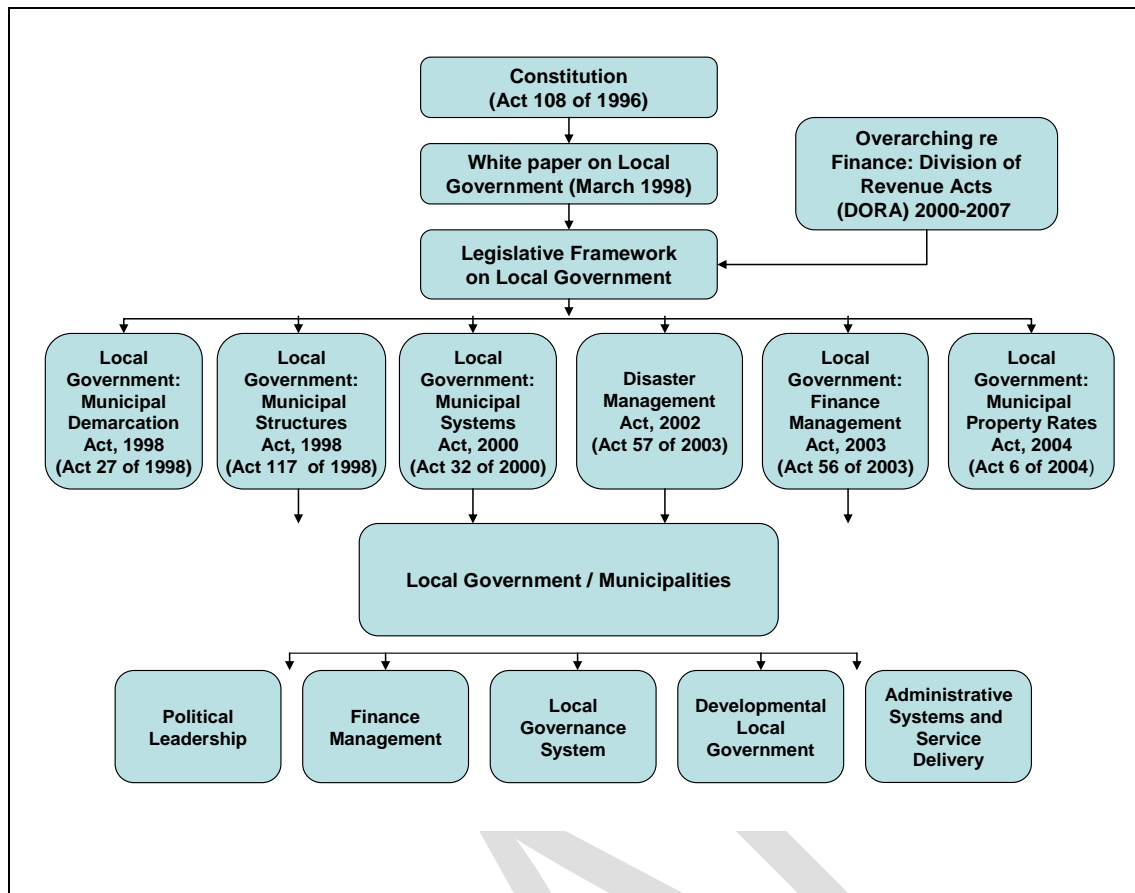 Constitution
(Act 108 of 1996)
White paper on Local
Government (March 1998)
Overarching re
Finance: Division of
Revenue Acts
(DORA) 2000-2007
Legislative Framework
on Local Government
Local
Government:
Municipal
Demarcation
Act, 1998
(Act 27 of 1998)
Local
Government:
Municipal
Structures
Act, 1998
(Act 117  of 1998)
Local
Government:
Municipal
Systems
Act, 2000
(Act 32 of 2000)
Disaster
Management
Act, 2002
(Act 57 of 2003)
Local
Government:
Finance
Management
Act, 2003
(Act 56 of 2003)
Local
Government:
Municipal
Property Rates
Act, 2004
(Act 6 of 2004)
Local Government / Municipalities
Political
Leadership
Finance
Management
Local
Governance
System
Developmental
Local
Government
Administrative
Systems and
Service
Delivery